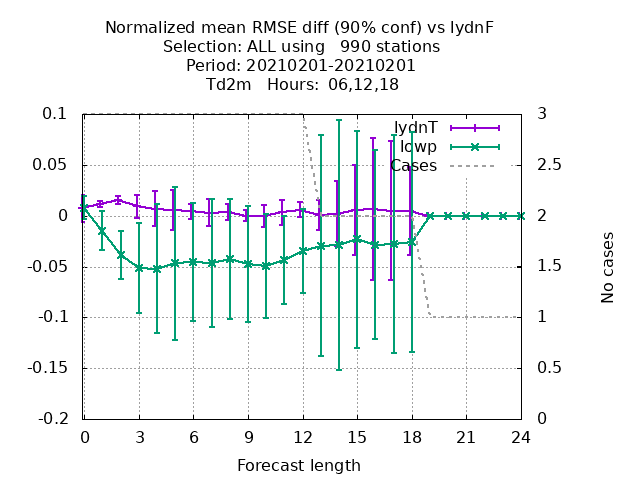 Normalized mean RMSE diff (90% conf) vs IydnF
Selection: ALL using   990 stations
Period: 20210201-20210201
Td2m   Hours: 06,12,18
0.1
0.05
0
-0.05
-0.1
-0.15
-0.2
3
2.5
2
1.5
1
0.5
0
IydnT
Iowp
Cases
No cases
0 3 6 9 12 15 18 21 24
Forecast length